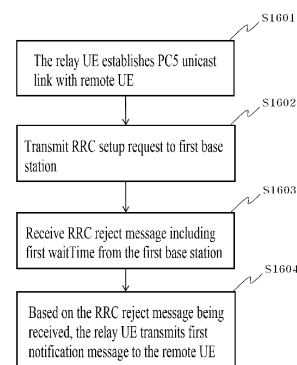 S1601
The relay UE establishes PC5 unicast
link with remote UE
S1602
Transmit RRC setup request to first base
station
S1603
Receive RRC reject message including
first waitTime from the first base station
S1604
Based on the RRC reject message being
received, the relay UE transmits first
notification message to the remote UE